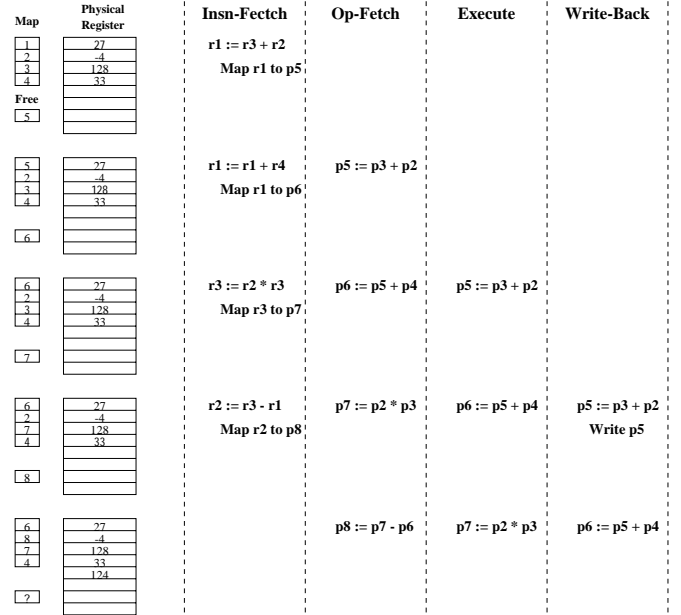 Map Physical Register Insn-Fectch Op-Fetch Execute Write-Back
1 27 r1 := r3 + r2
2 -4
3 128 Map r1 to p5
4 33
Free
5
5 27 r1 := r1 + r4 p5 := p3 + p2
2 -4
3 128 Map r1 to p6
4 33
6
6 27 r3 := r2 * r3 p6 := p5 + p4 p5 := p3 + p2
2 -4
3 128 Map r3 to p7
4 33
7
6 27 r2 := r3 - r1 p7 := p2 * p3 p6 := p5 + p4 p5 := p3 + p2
2 -4
7 128 Map r2 to p8 Write p5
4 33
8
6 27 p8 := p7 - p6 p7 := p2 * p3 p6 := p5 + p4
8 -4
7 128
4 33
124
?